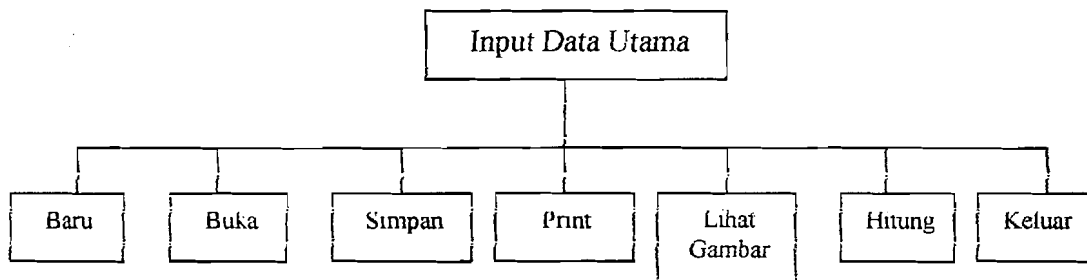 Input Data Utama
Baru
Buka
Simpan
Print
Lihat
Gambar
Hitung
Keluar